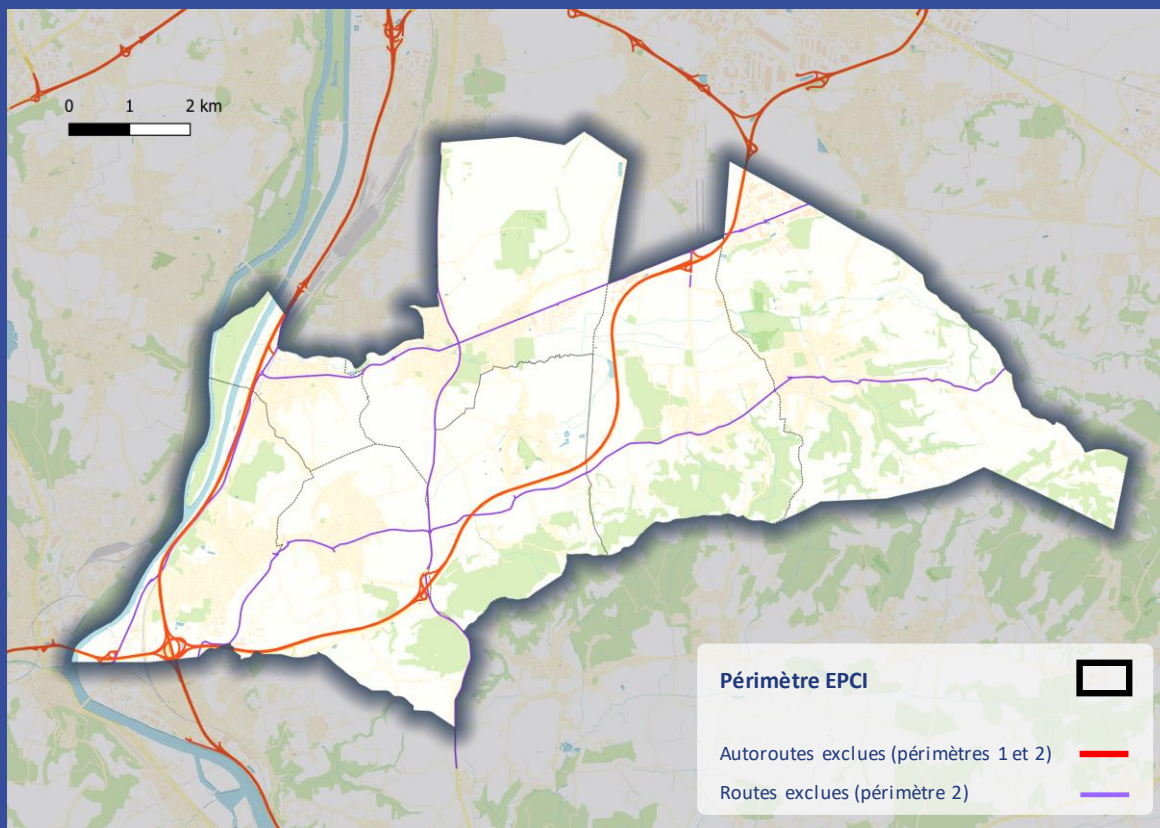 0 1 2 km
Périmètre EPCI
Autoroutes exclues (périmètres 1 et 2)
Routes exclues (périmètre 2)